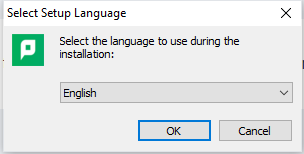 Select Setup Language
Select the language to use during the
installation:
English
OK
Cancel